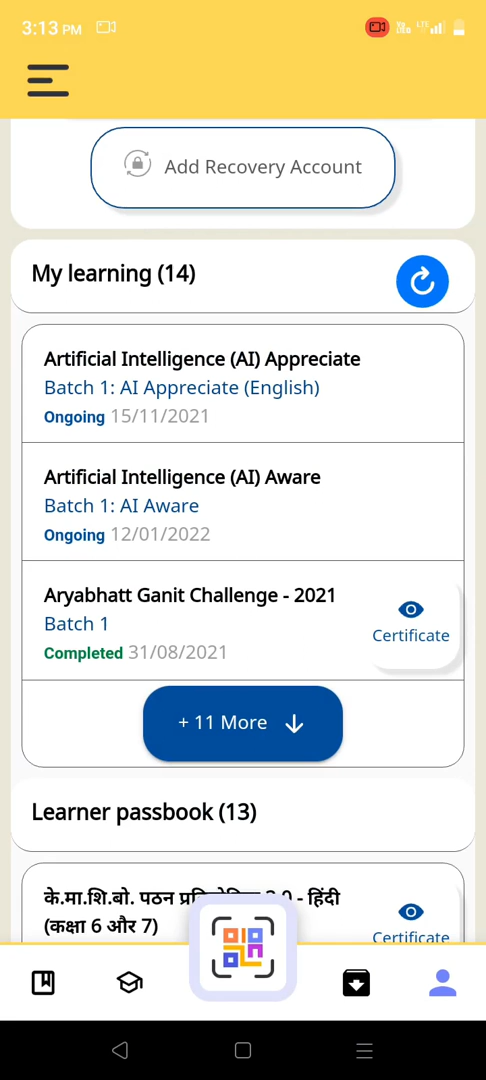 3:13 PM
Add Recovery Account
My learning (14)
Artificial Intelligence (AI) Appreciate
Batch 1: AI Appreciate (English)
Ongoing 15/11/2021
Artificial Intelligence (AI) Aware
Batch 1: AI Aware
Ongoing 12/01/2022
Aryabhatt Ganit Challenge - 2021
Batch 1
Completed 31/08/2021
Certificate
+ 11 More
Learner passbook (13)
के.मा.शि.बो. पठन - हिंदी
(कक्षा 6 और 7)
Certificate